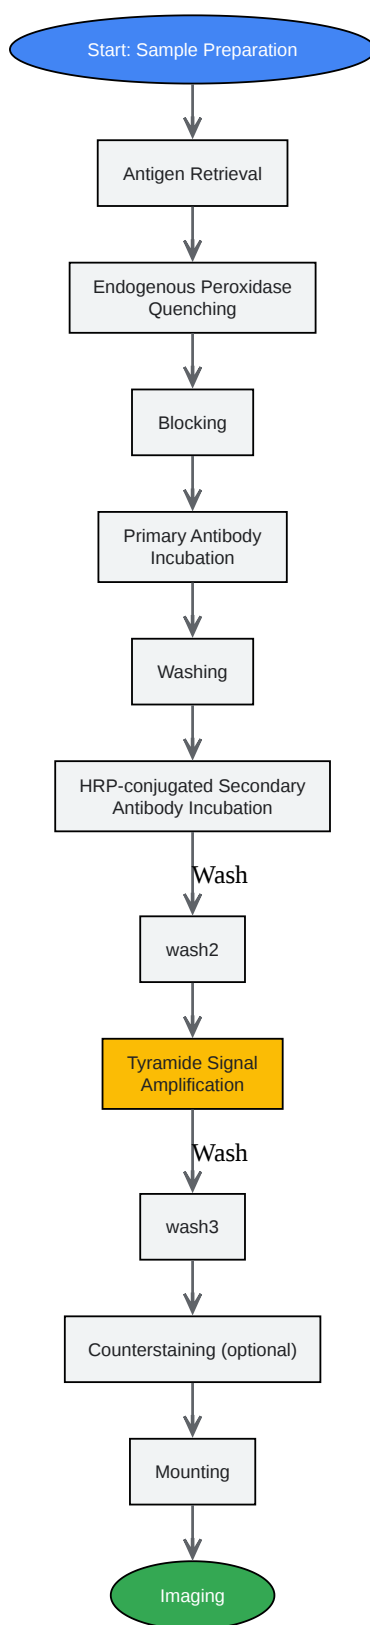 Start: Sample Preparation
Antigen Retrieval
Endogenous Peroxidase
Quenching
Blocking
Primary Antibody
Incubation
Washing
HRP-conjugated Secondary
Antibody Incubation
Wash
wash2
Tyramide Signal
Amplification
Wash
wash3
Counterstaining (optional)
Mounting
Imaging